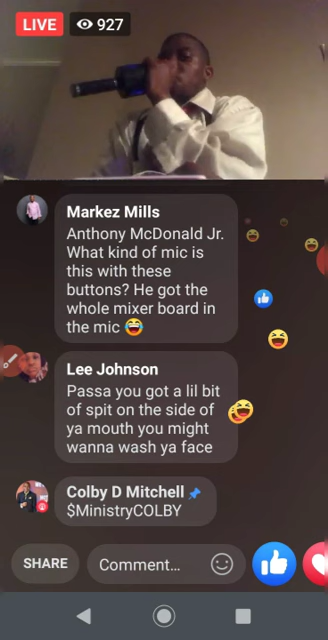 LIVE 927
Markez Mills
Anthony McDonald Jr.
What kind of mic is
this with these
buttons? He got the
whole mixer board in
the mic 😂
Lee Johnson
Passa you got a lil bit
of spit on the side of
ya mouth you might
wanna wash ya face
Colby D Mitchell
$MinistryCOLBY
SHARE Comment...